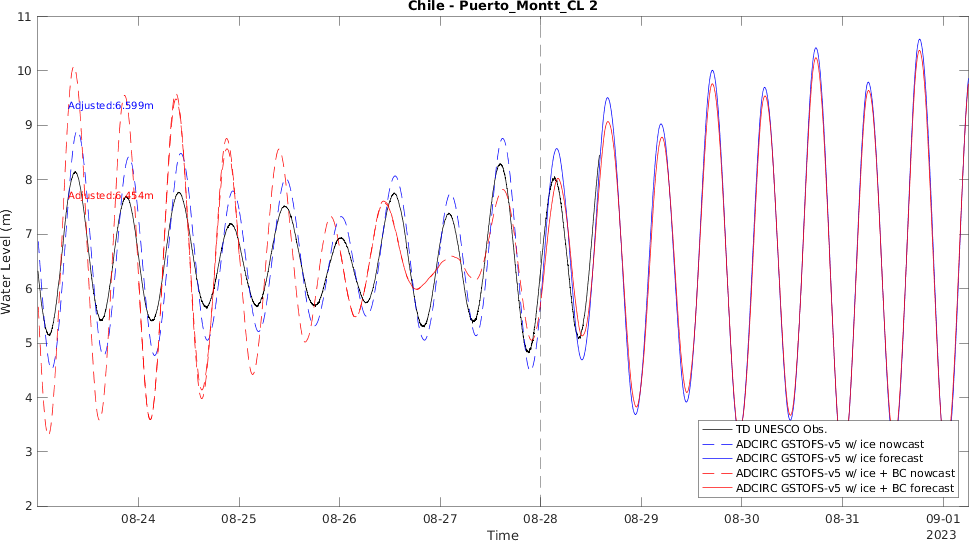 Chile - Puerto_Montt_CL 2
11
10
9
8
7
6
5
4
3
2
Water Level (m)
Adjusted:6.599m
Adjusted:6.454m
TD UNESCO Obs.
ADCIRC GSTOFS-v5 w/ ice nowcast
ADCIRC GSTOFS-v5 w/ ice forecast
ADCIRC GSTOFS-v5 w/ ice + BC nowcast
ADCIRC GSTOFS-v5 w/ ice + BC forecast
08-24 08-25 08-26 08-27 08-28 08-29 08-30 08-31 09-01
2023
Time